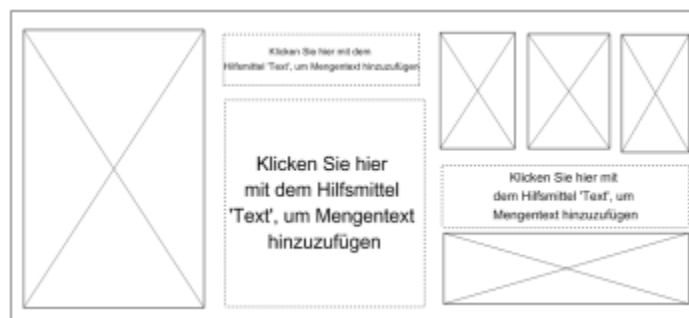 Klicken Sie hier mit dem
Hilfsmittel 'Text', um Mengentext hinzuzufügen
Klicken Sie hier
mit dem Hilfsmittel
'Text', um Mengentext
hinzuzufügen
Klicken Sie hier mit
dem Hilfsmittel 'Text', um
Mengentext hinzuzufügen